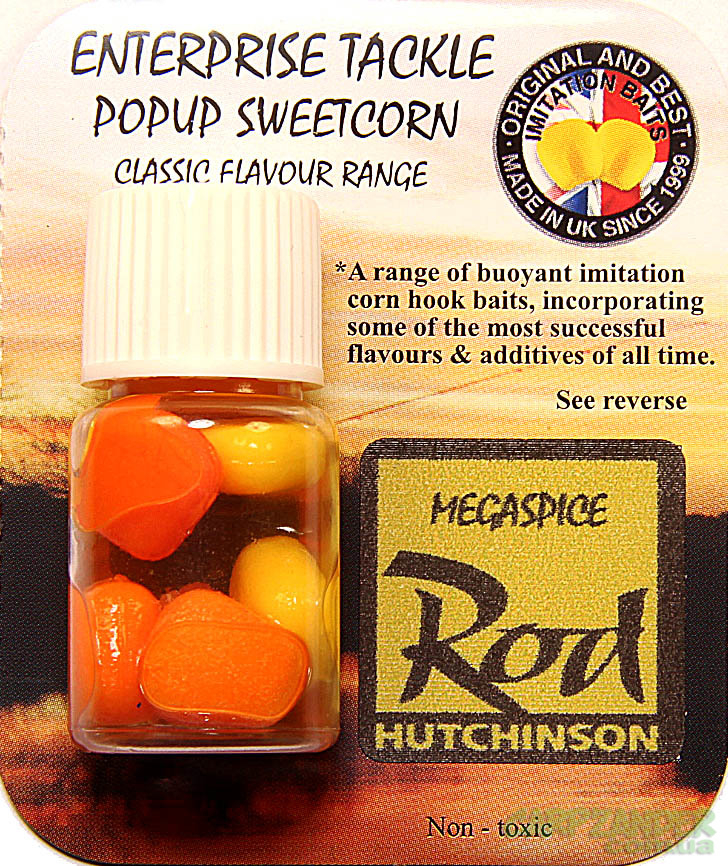 ENTERPRISE TACKLE
POPUP SWEETCORN
CLASSIC FLAVOUR RANGE
ORIGINAL AND BEST
IMITATION BAITS
MADE IN UK SINCE 1999
*A range of buoyant imitation
corn hook baits, incorporating
some of the most successful
flavours & additives of all time.
See reverse
MEGASPICE
Rod
HUTCHINSON
Non - toxic